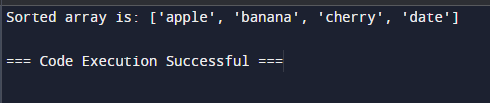 Sorted array is: ['apple', 'banana', 'cherry', 'date']
=== Code Execution Successful ===